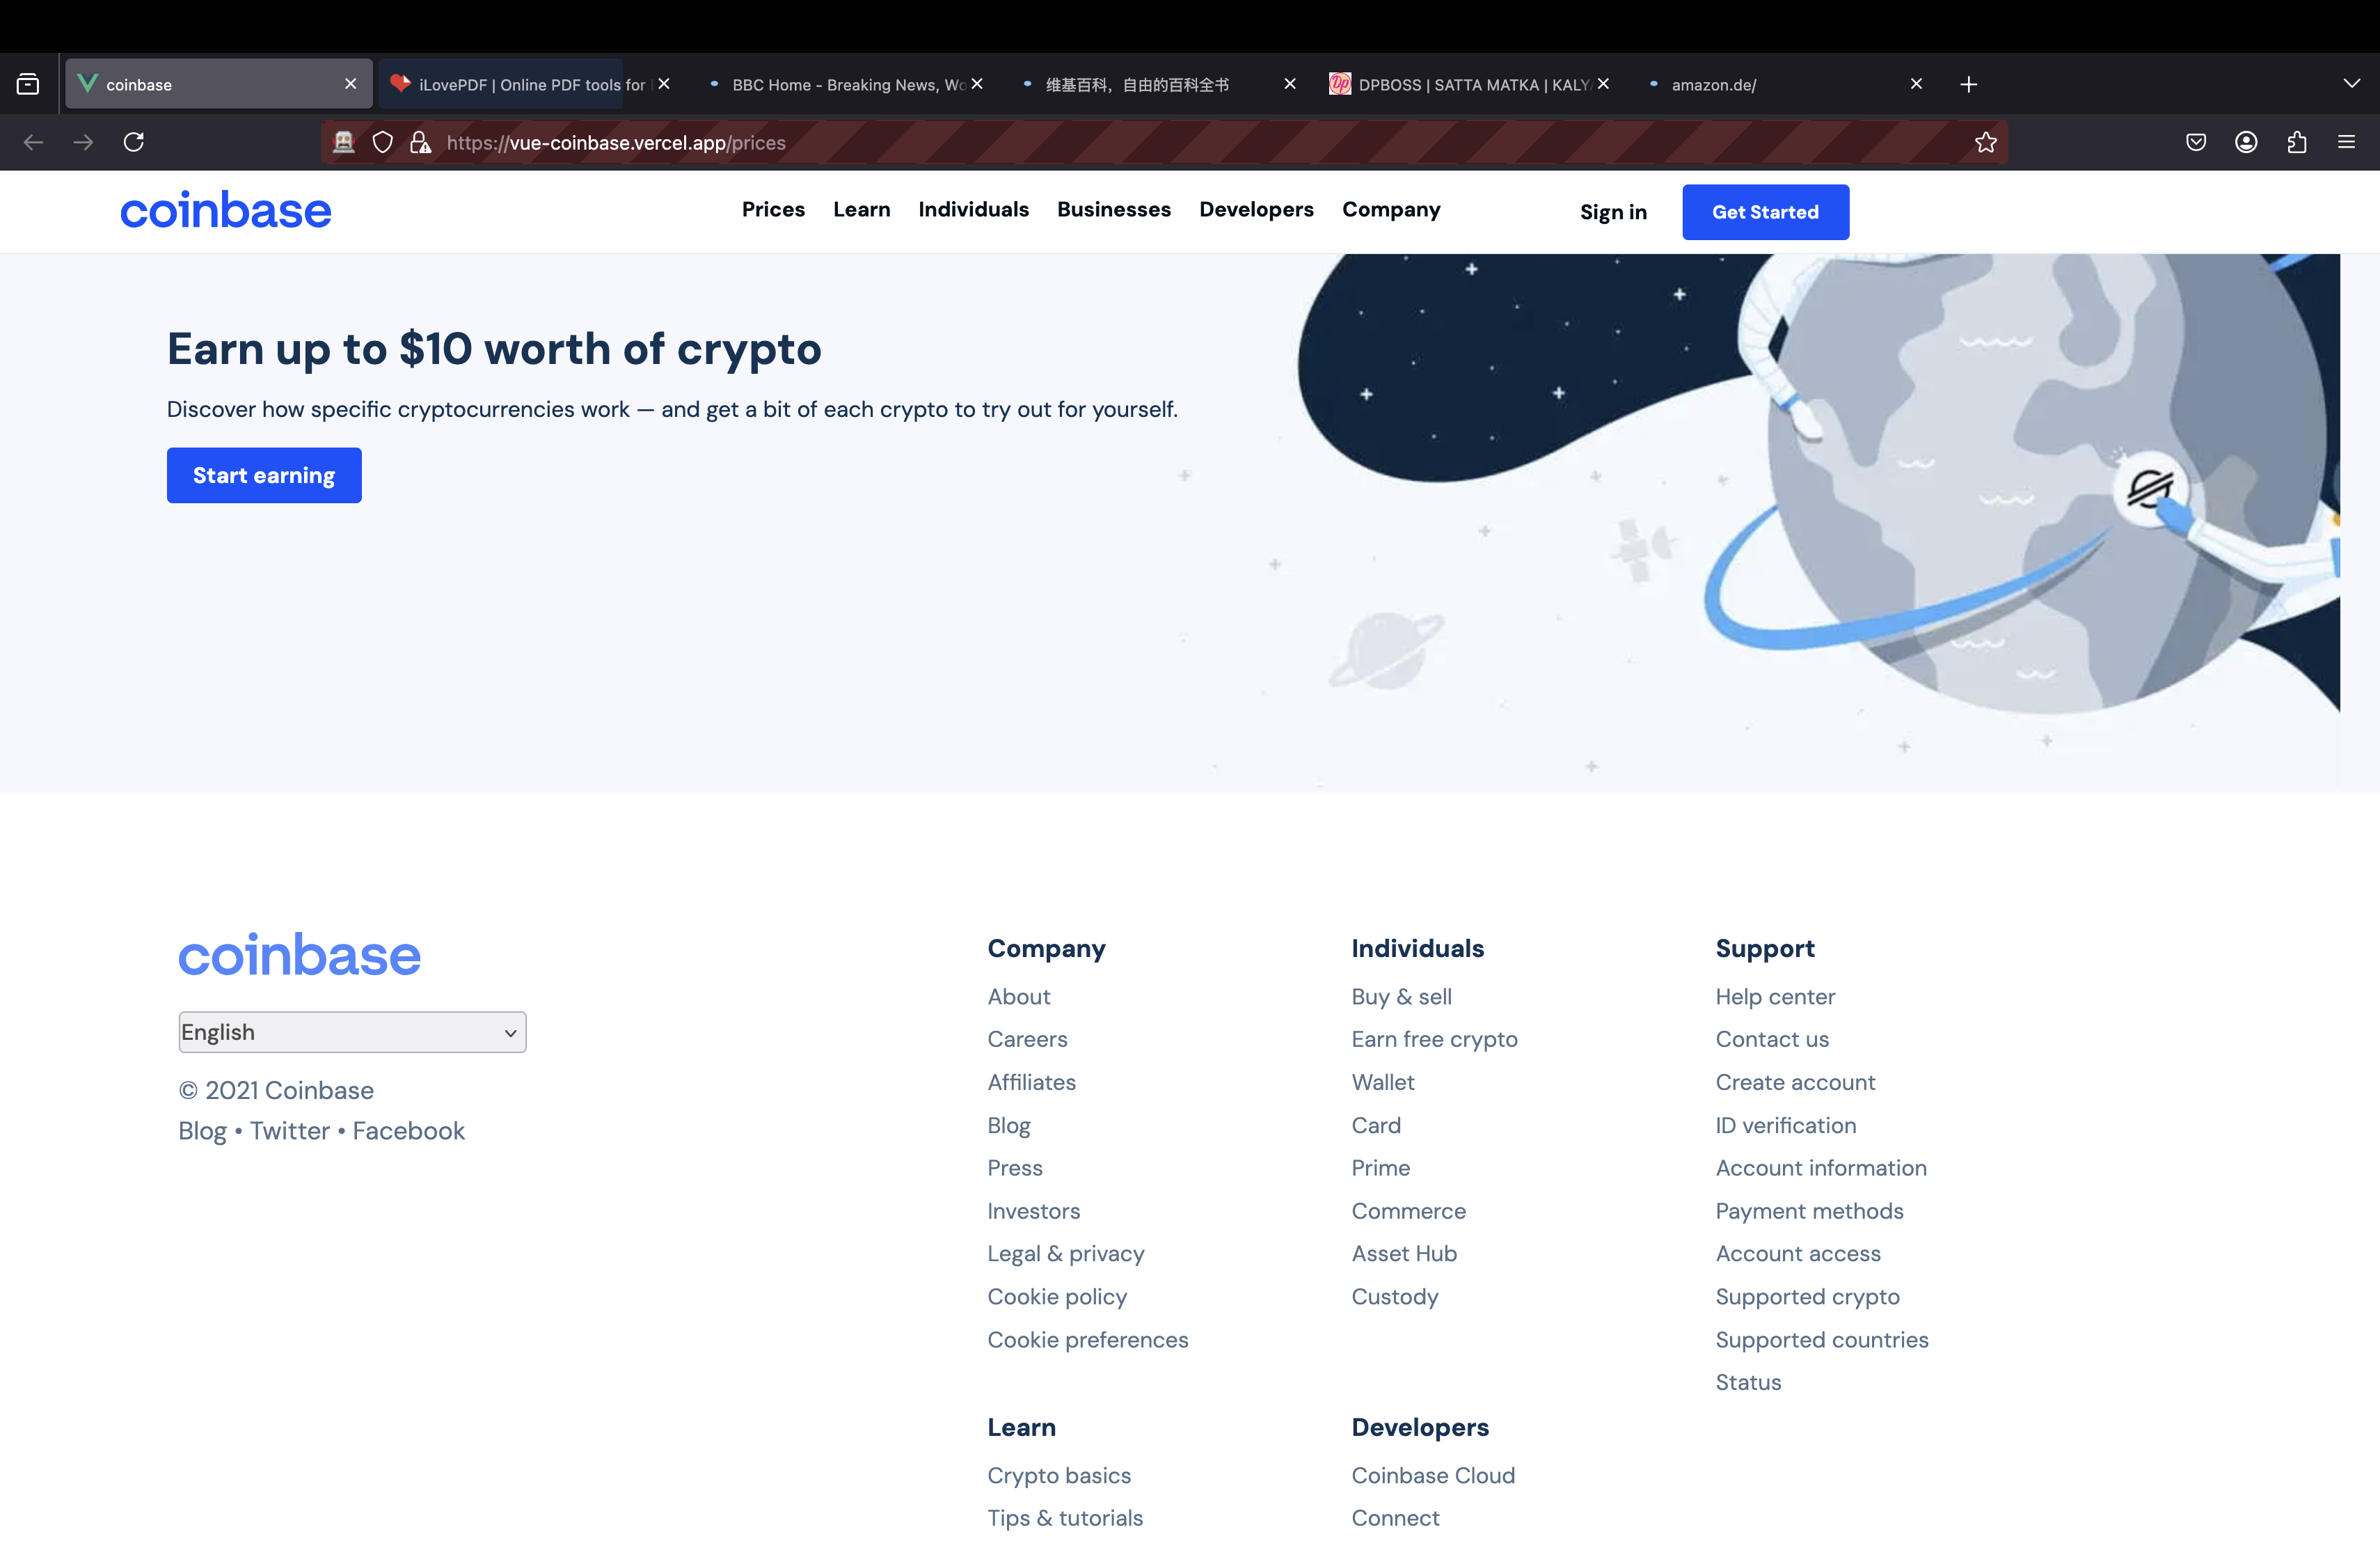 coinbase
iLovePDF | Online PDF tools for
BBC Home - Breaking News, Wo
维基百科，自由的百科全书
DPBOSS | SATTA MATKA | KALY
amazon.de/
https://vue-coinbase.vercel.app/prices
coinbase
Prices Learn Individuals Businesses Developers Company
Sign in
Get Started
Earn up to $10 worth of crypto
Discover how specific cryptocurrencies work — and get a bit of each crypto to try out for yourself.
Start earning
coinbase
English
© 2021 Coinbase
Blog • Twitter • Facebook
Company
About
Careers
Affiliates
Blog
Press
Investors
Legal & privacy
Cookie policy
Cookie preferences
Learn
Crypto basics
Tips & tutorials
Individuals
Buy & sell
Earn free crypto
Wallet
Card
Prime
Commerce
Asset Hub
Custody
Developers
Coinbase Cloud
Connect
Support
Help center
Contact us
Create account
ID verification
Account information
Payment methods
Account access
Supported crypto
Supported countries
Status